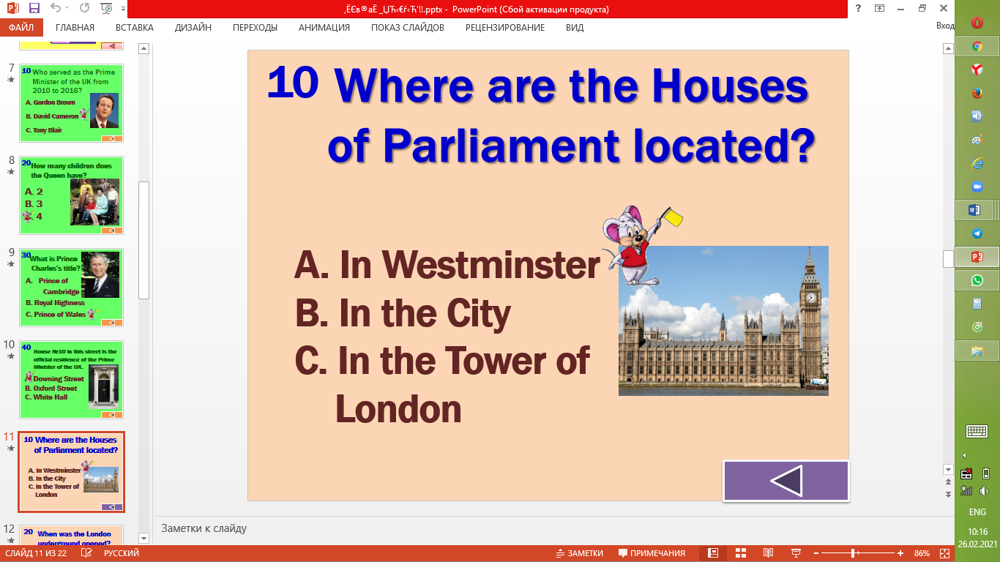 ‚ЁЄв®аЁ _ЏЂ‹Ѓѓ‹Ћ'!!.pptx - PowerPoint (Сбой активации продукта)
ФАЙЛ ГЛАВНАЯ ВСТАВКА ДИЗАЙН ПЕРЕХОДЫ АНИМАЦИЯ ПОКАЗ СЛАЙДОВ РЕЦЕНЗИРОВАНИЕ ВИД Вход
7
10 Who served as the Prime
Minister of the UK from
2010 to 2016?
A. Gordon Brown
B. David Cameron
C. Tony Blair
8
20 How many children does
the Queen have?
A. 2
B. 3
. 4
9
30 What is Prince
Charles's title?
A. Prince of
Cambridge
B. Royal Highness
C. Prince of Wales
10
40
House №10 in this street is the
official residence of the Prime
Minister of the UK.
Downing Street
B. Oxford Street
C. White Hall
11
10 Where are the Houses
of Parliament located?
A. In Westminster
B. In the City
C. In the Tower of
London
12
20 When was the London
underground opened?
10 Where are the Houses
of Parliament located?
A. In Westminster
B. In the City
C. In the Tower of
London
Заметки к слайду
СЛАЙД 11 ИЗ 22 РУССКИЙ ЗАМЕТКИ ПРИМЕЧАНИЯ 86%
ENG
10:16
26.02.2021